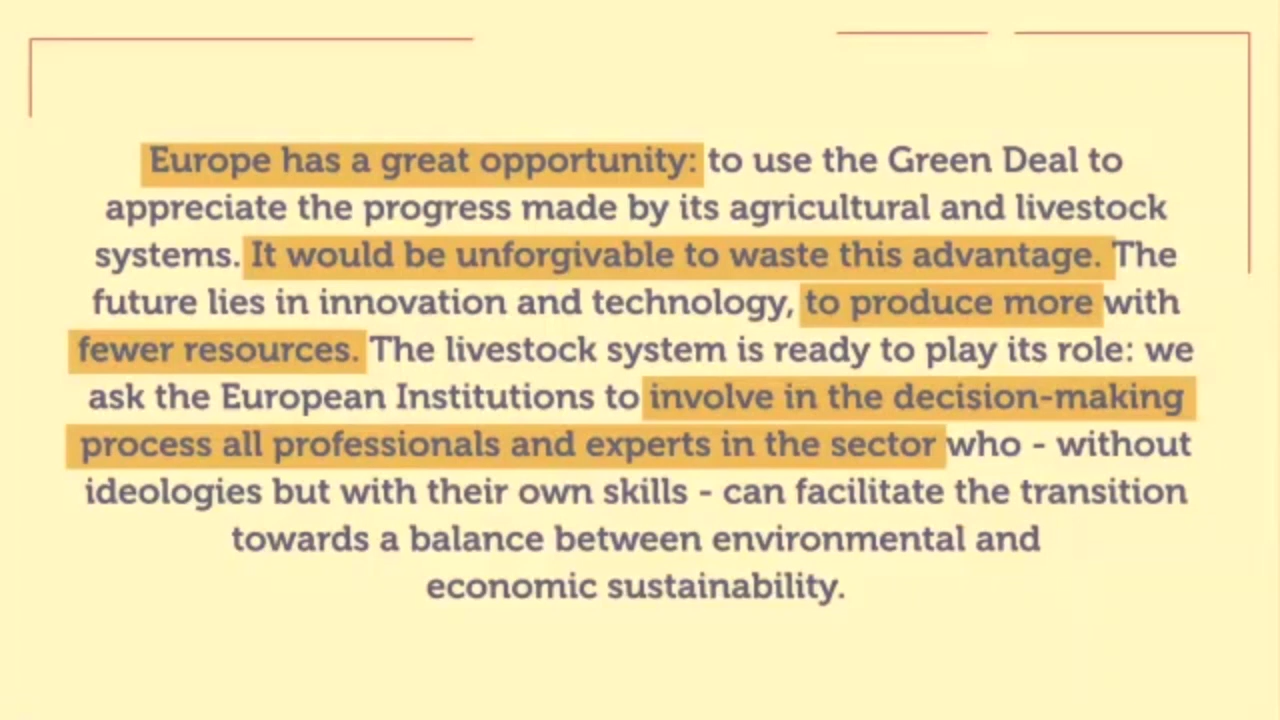 Europe has a great opportunity: to use the Green Deal to
appreciate the progress made by its agricultural and livestock
systems. It would be unforgivable to waste this advantage. The
future lies in innovation and technology, to produce more with
fewer resources. The livestock system is ready to play its role: we
ask the European Institutions to involve in the decision-making
process all professionals and experts in the sector who - without
ideologies but with their own skills - can facilitate the transition
towards a balance between environmental and
economic sustainability.